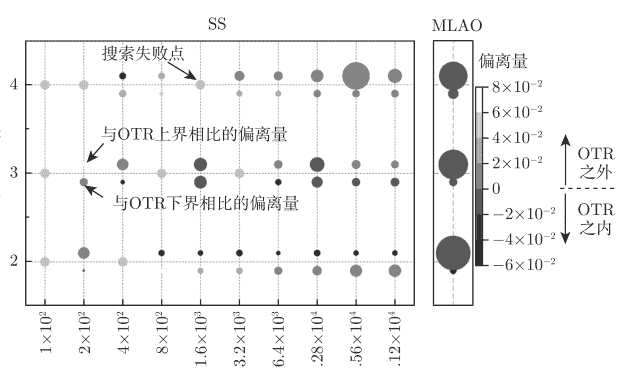 SS
MLAO
搜索失败点
偏离量
4
与OTR上界相比的偏离量
3
与OTR下界相比的偏离量
2
8×10⁻²
6×10⁻²
4×10⁻²
2×10⁻²
0
−2×10⁻²
−4×10⁻²
−6×10⁻²
OTR
之外
OTR
之内
1×10²
2×10²
4×10²
8×10²
1.6×10³
3.2×10³
6.4×10³
.28×10⁴
.56×10⁴
.12×10⁴